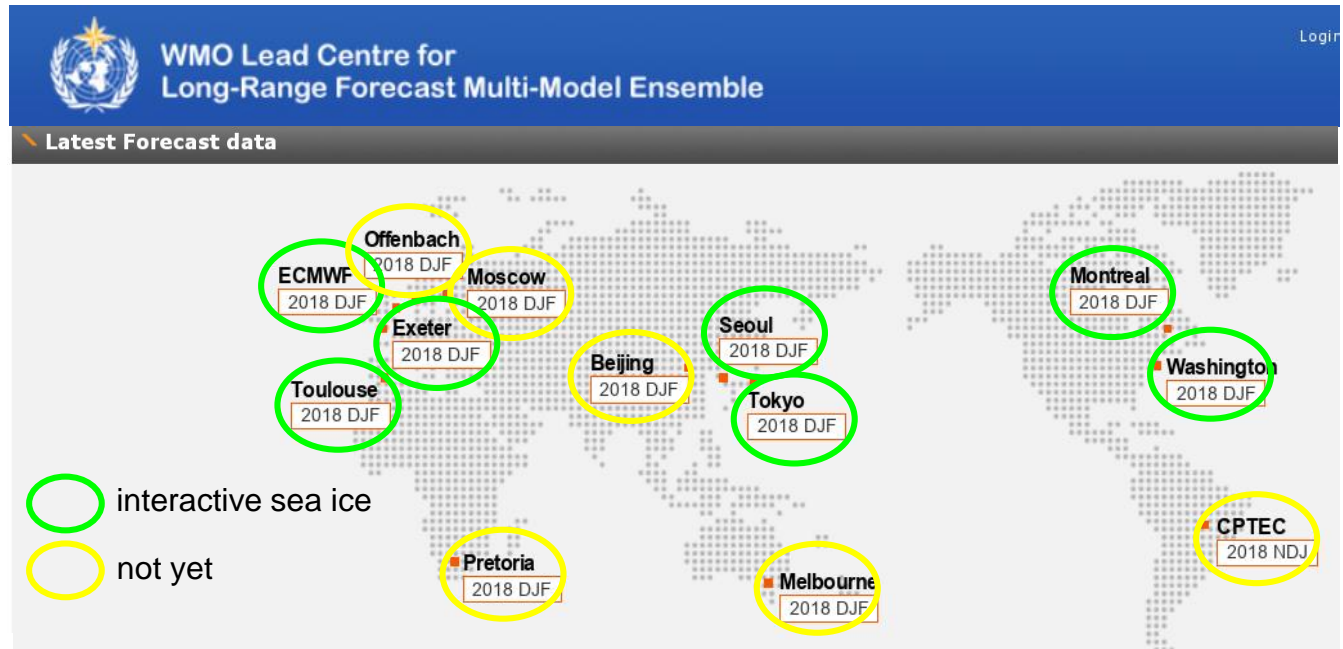 Login
WMO Lead Centre for
Long-Range Forecast Multi-Model Ensemble
Latest Forecast data
Offenbach
2018 DJF
ECMWF
2018 DJF
Moscow
2018 DJF
Montreal
2018 DJF
Exeter
2018 DJF
Seoul
2018 DJF
Beijing
2018 DJF
Washington
2018 DJF
Toulouse
2018 DJF
Tokyo
2018 DJF
interactive sea ice
CPTEC
2018 NDJ
not yet
Pretoria
2018 DJF
Melbourne
2018 DJF